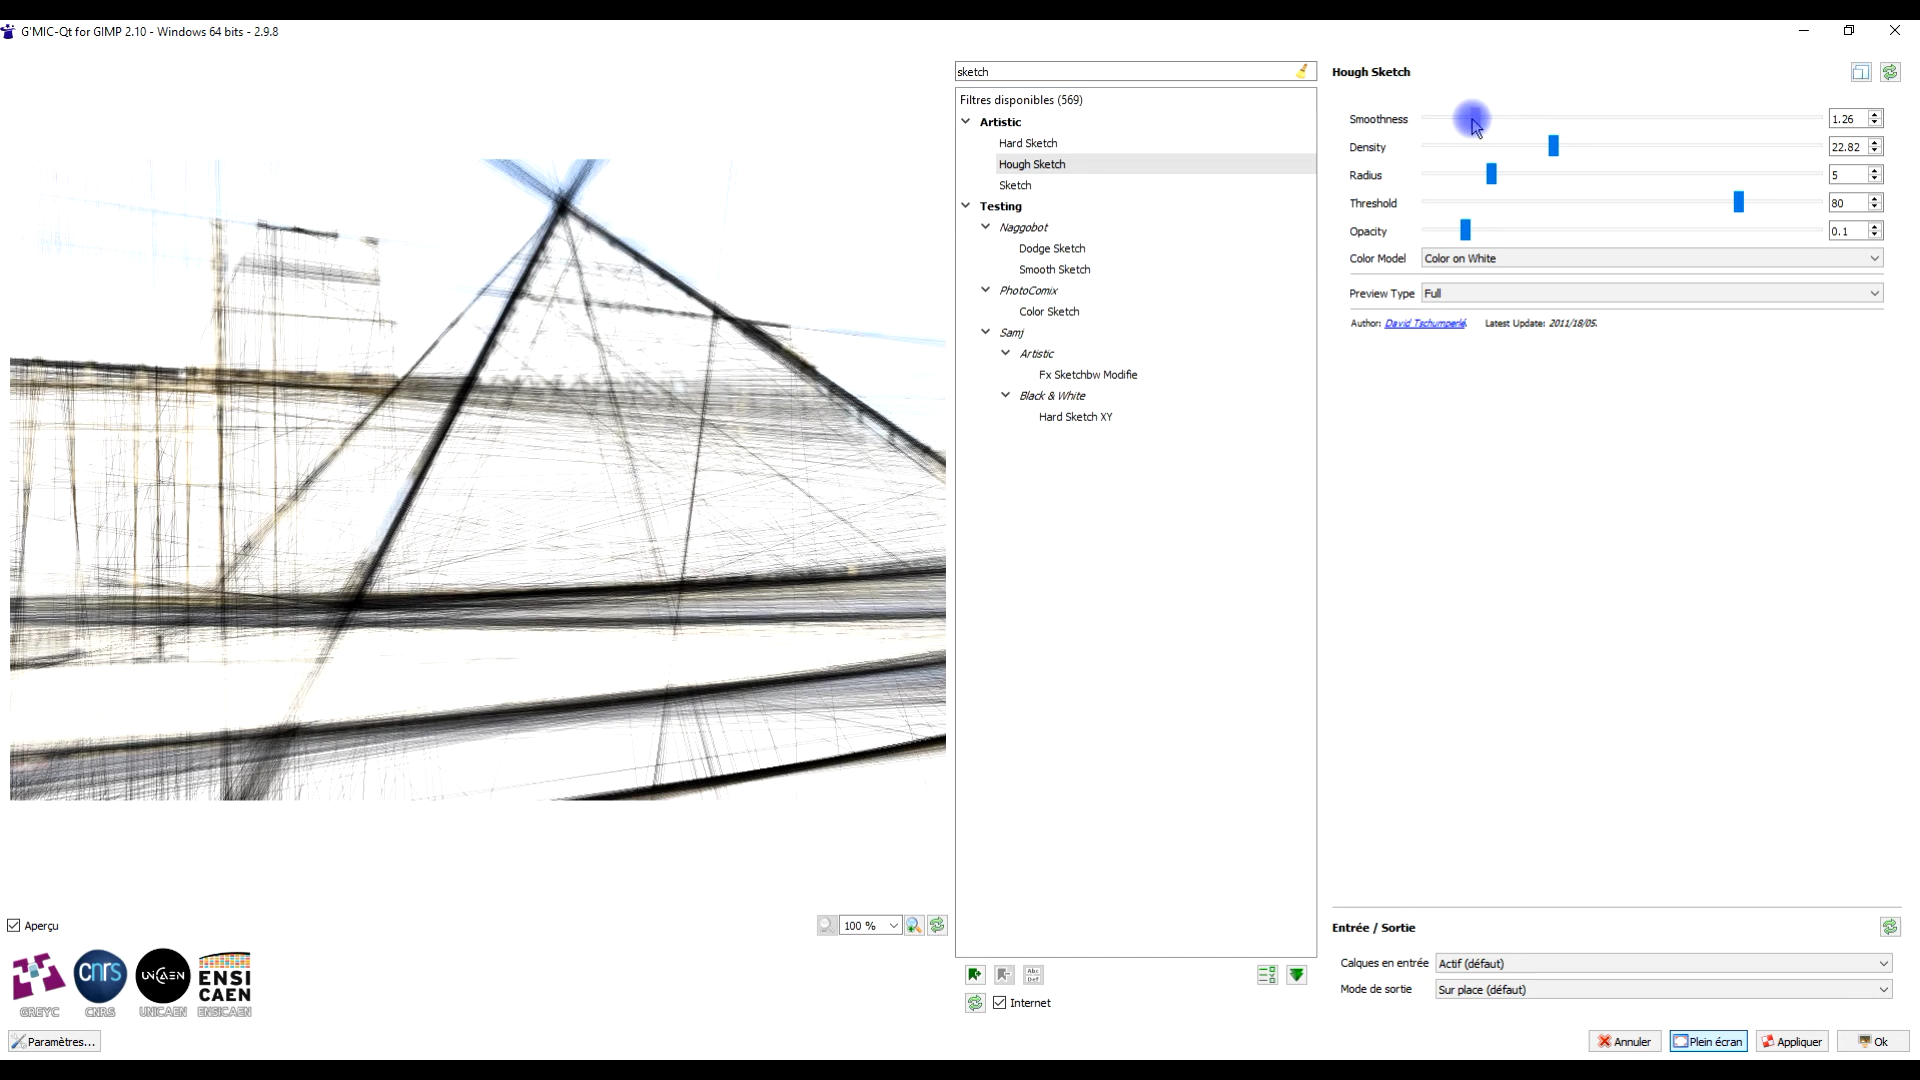 G'MIC-Qt for GIMP 2.10 - Windows 64 bits - 2.9.8
sketch
Filtres disponibles (569)
Artistic
Hard Sketch
Hough Sketch
Sketch
Testing
Naggobot
Dodge Sketch
Smooth Sketch
PhotoComix
Color Sketch
Samj
Artistic
Fx Sketchbw Modifie
Black & White
Hard Sketch XY
Internet
Hough Sketch
Smoothness 1.26
Density 22.82
Radius 5
Threshold 80
Opacity 0.1
Color Model Color on White
Preview Type Full
Author: David Tschumperlé. Latest Update: 2011/18/05.
Aperçu
100 %
cnrs
UNICAEN
ENSI
CAEN
GREYC CNRS UNICAEN ENSICAEN
Abc
Def
Entrée / Sortie
Calques en entrée Actif (défaut)
Mode de sortie Sur place (défaut)
Paramètres...
Annuler Plein écran Appliquer Ok